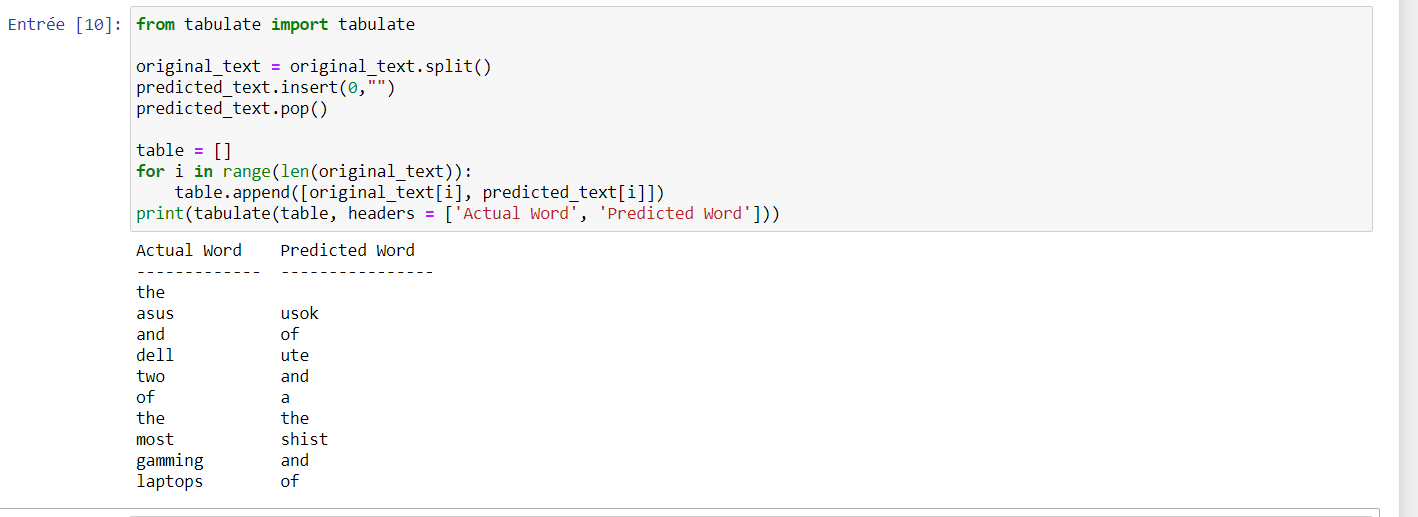 Entrée [10]: from tabulate import tabulate
original_text = original_text.split()
predicted_text.insert(0,"")
predicted_text.pop()
table = []
for i in range(len(original_text)):
    table.append([original_text[i], predicted_text[i]])
print(tabulate(table, headers = ['Actual Word', 'Predicted Word']))
Actual Word    Predicted Word
-------------  ----------------
the
asus           usok
and            of
dell           ute
two            and
of             a
the            the
most           shist
gamming        and
laptops        of